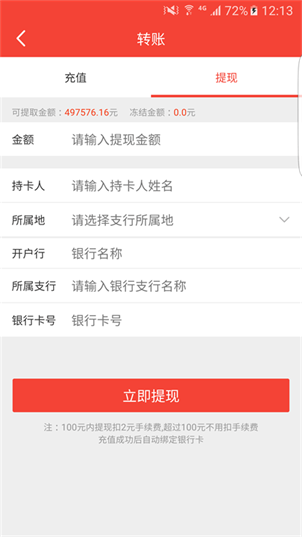 4G 72% 12:13
转账
充值 提现
可提取金额：497576.16元 冻结金额：0.0元
金额 请输入提现金额
持卡人 请输入持卡人姓名
所属地 请选择支行所属地
开户行 银行名称
所属支行 请输入银行支行名称
银行卡号 银行卡号
立即提现
注：100元内提现扣2元手续费,超过100元不用扣手续费
充值成功后自动绑定银行卡